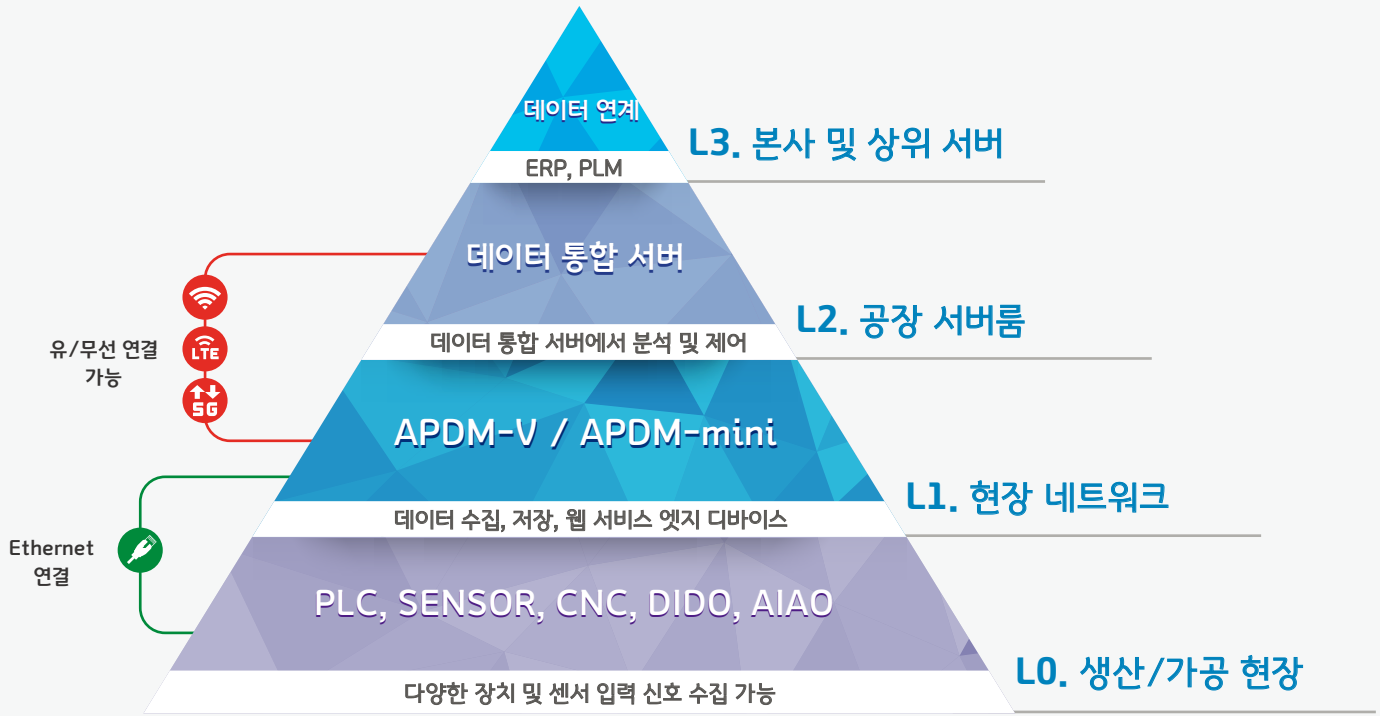 데이터 연계
L3. 본사 및 상위 서버
ERP, PLM
데이터 통합 서버
L2. 공장 서버룸
데이터 통합 서버에서 분석 및 제어
유/무선 연결
가능
LTE
5G
APDM-V / APDM-mini
L1. 현장 네트워크
데이터 수집, 저장, 웹 서비스 엣지 디바이스
Ethernet
연결
PLC, SENSOR, CNC, DIDO, AIAO
L0. 생산/가공 현장
다양한 장치 및 센서 입력 신호 수집 가능